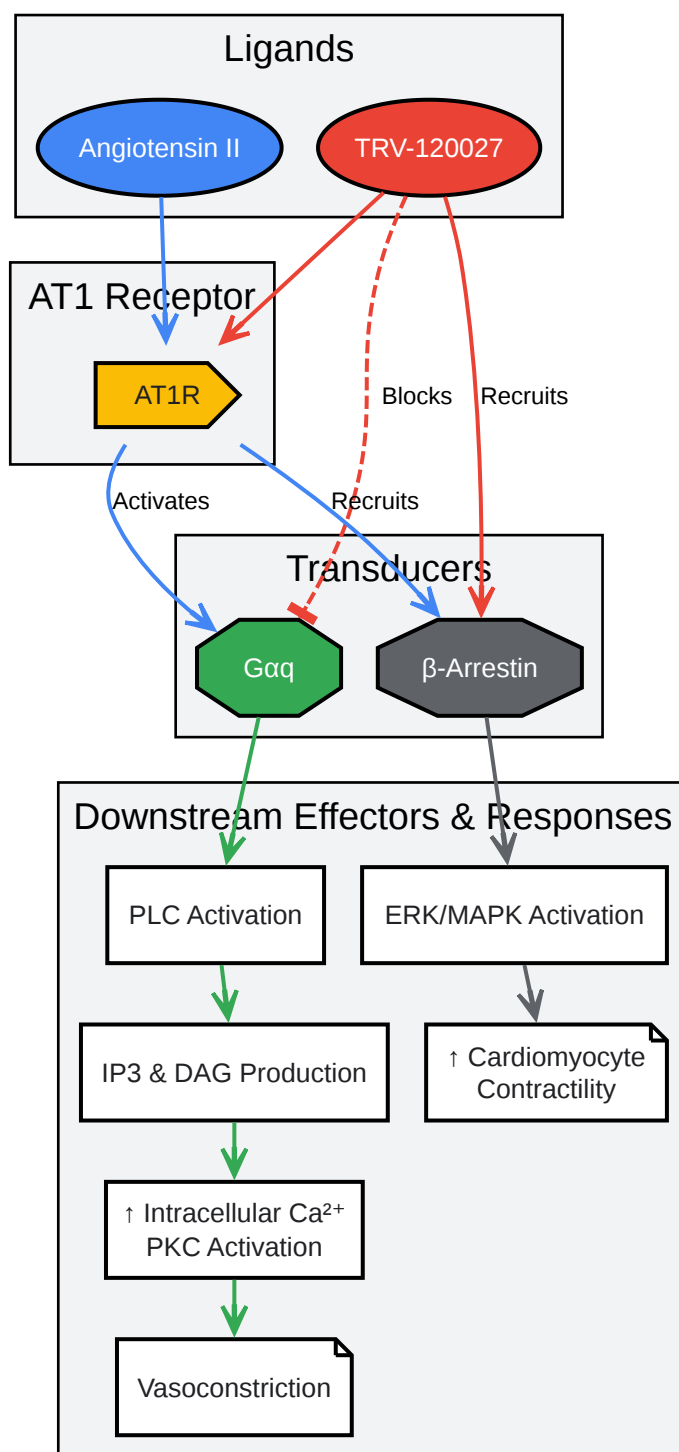 Ligands
Angiotensin II
TRV-120027
AT1 Receptor
AT1R
Blocks
Recruits
Activates
Recruits
Transducers
Gαq
β-Arrestin
Downstream Effectors & Responses
PLC Activation
ERK/MAPK Activation
IP3 & DAG Production
↑ Cardiomyocyte
Contractility
↑ Intracellular Ca²⁺
PKC Activation
Vasoconstriction